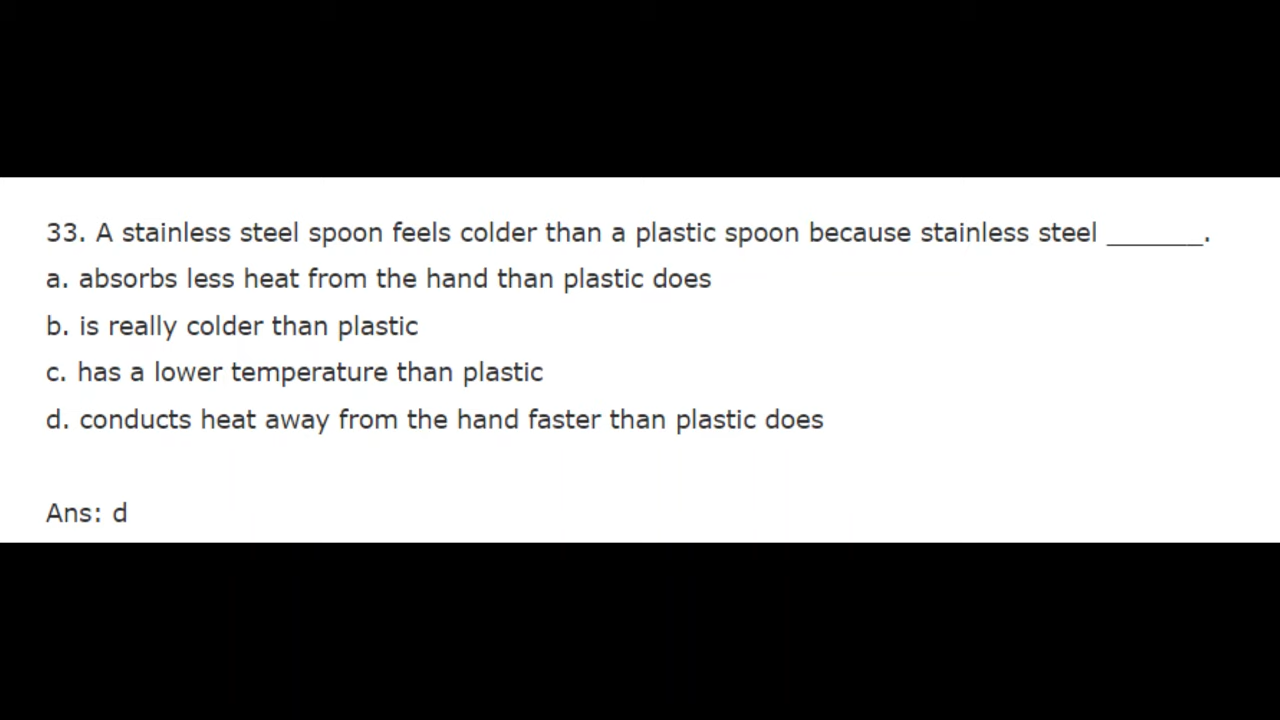 33. A stainless steel spoon feels colder than a plastic spoon because stainless steel _______.
a. absorbs less heat from the hand than plastic does
b. is really colder than plastic
c. has a lower temperature than plastic
d. conducts heat away from the hand faster than plastic does
Ans: d